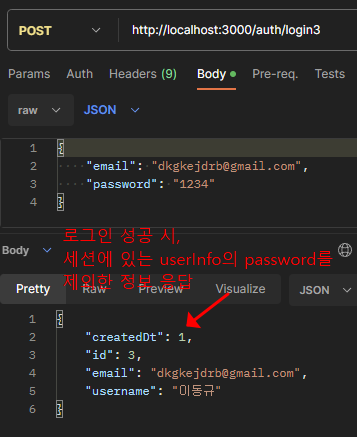 POST http://localhost:3000/auth/login3
Params Auth Headers (9) Body Pre-req. Tests
raw JSON
1 {
2 "email": "dkgkejdrb@gmail.com",
3 "password": "1234"
4 }
로그인 성공 시,
Body 세션에 있는 userInfo의 password를
제외한 정보 응답
Pretty Raw Preview Visualize JSON
1 {
2 "createdDt": 1,
3 "id": 3,
4 "email": "dkgkejdrb@gmail.com",
5 "username": "이동규"
6 }